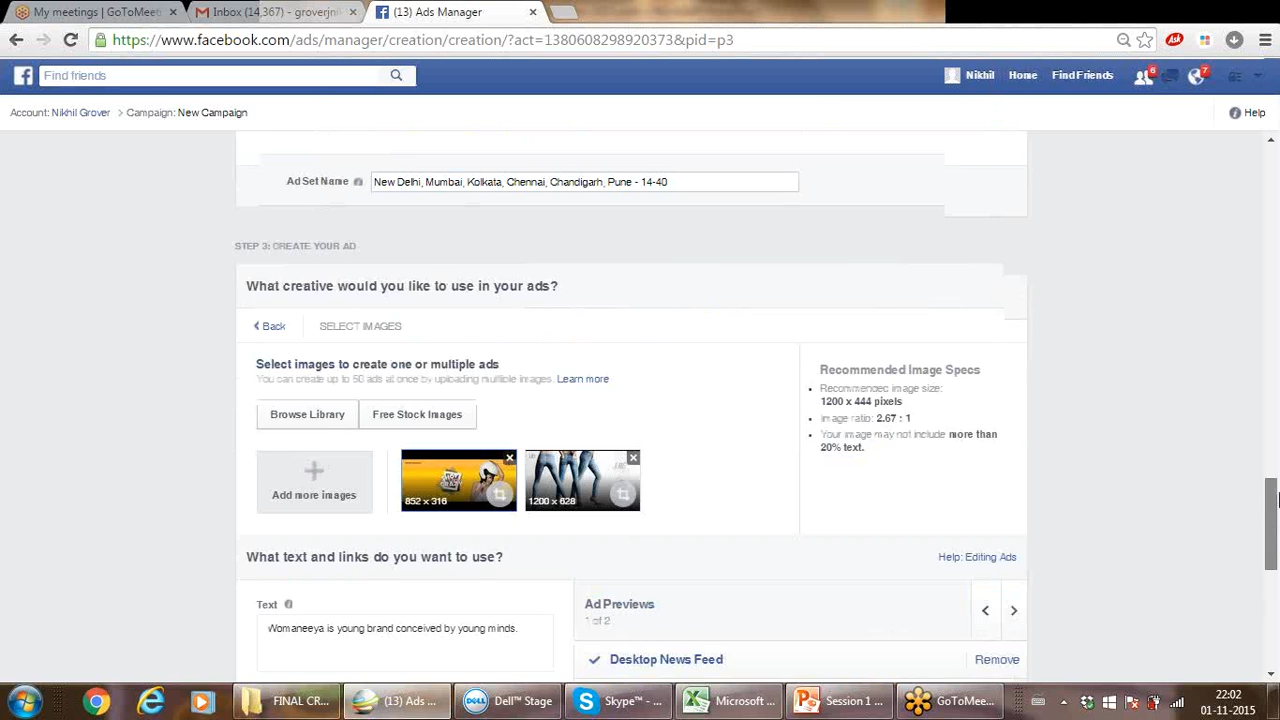 My meetings | GoToMeeti
Inbox (14,367) - groverjnik
(13) Ads Manager
https://www.facebook.com/ads/manager/creation/creation/?act=1380608298920373&pid=p3
Ask
Find friends
Nikhil Home Find Friends 6 7
Account: Nikhil Grover > Campaign: New Campaign
Help
Ad Set Name New Delhi, Mumbai, Kolkata, Chennai, Chandigarh, Pune - 14-40
STEP 3: CREATE YOUR AD
What creative would you like to use in your ads?
Back SELECT IMAGES
Select images to create one or multiple ads
You can create up to 50 ads at once by uploading multiple images. Learn more
Browse Library Free Stock Images
Recommended Image Specs
Recommended image size:
1200 x 444 pixels
Image ratio: 2.67 : 1
Your image may not include more than
20% text.
Add more images
852 x 316
1200 x 628
What text and links do you want to use?
Help: Editing Ads
Text
Womaneeya is young brand conceived by young minds.
Ad Previews
1 of 2
Desktop News Feed Remove
FINAL CR...
(13) Ads ...
Dell™ Stage
Skype™ - ...
Microsoft ...
Session 1 ...
GoToMee...
22:02
01-11-2015